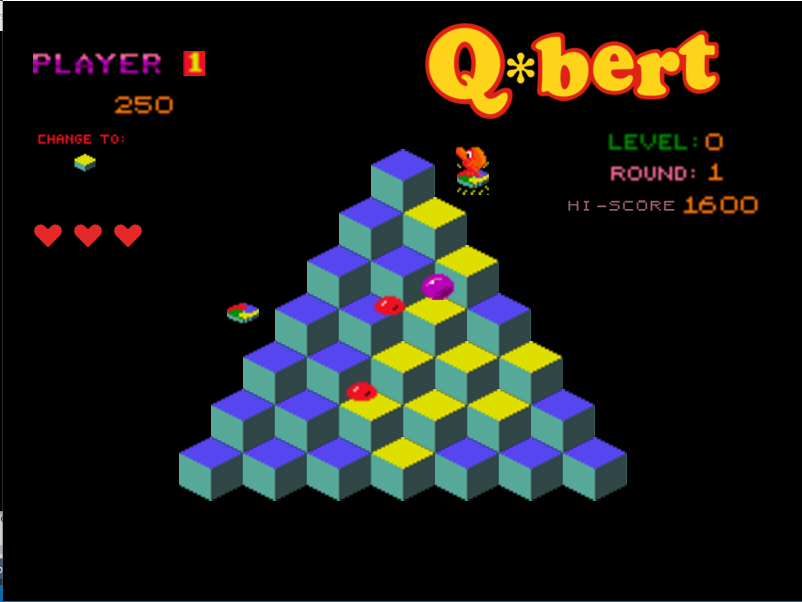 Q*bert
PLAYER 1
250
CHANGE TO:
LEVEL: 0
ROUND: 1
HI-SCORE 1600